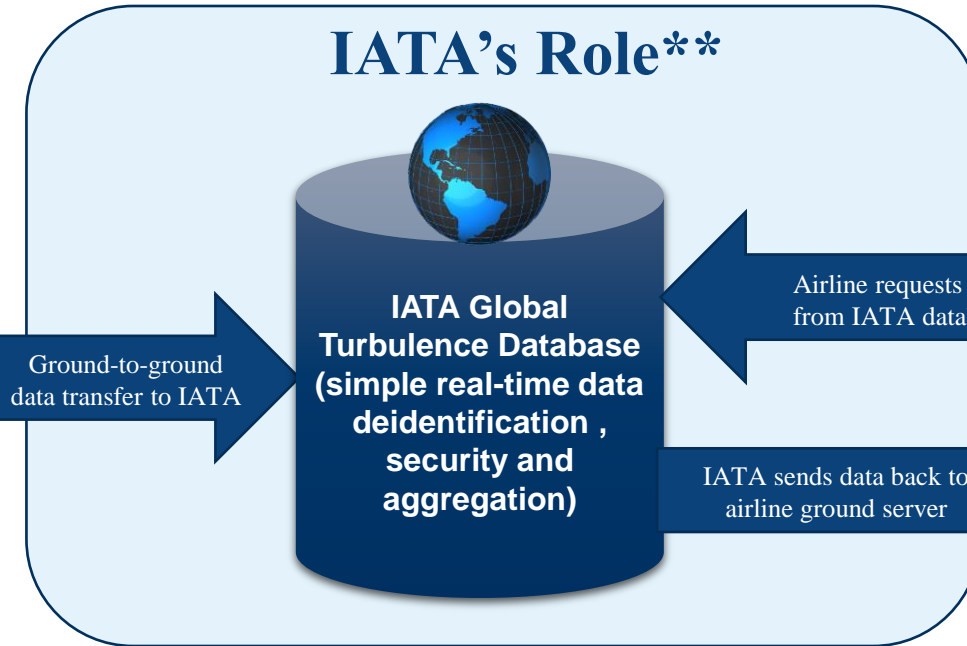 IATA's Role**
IATA Global
Turbulence Database
(simple real-time data
deidentification ,
security and
aggregation)
Ground-to-ground
data transfer to IATA
Airline requests
from IATA data
IATA sends data back to
airline ground server